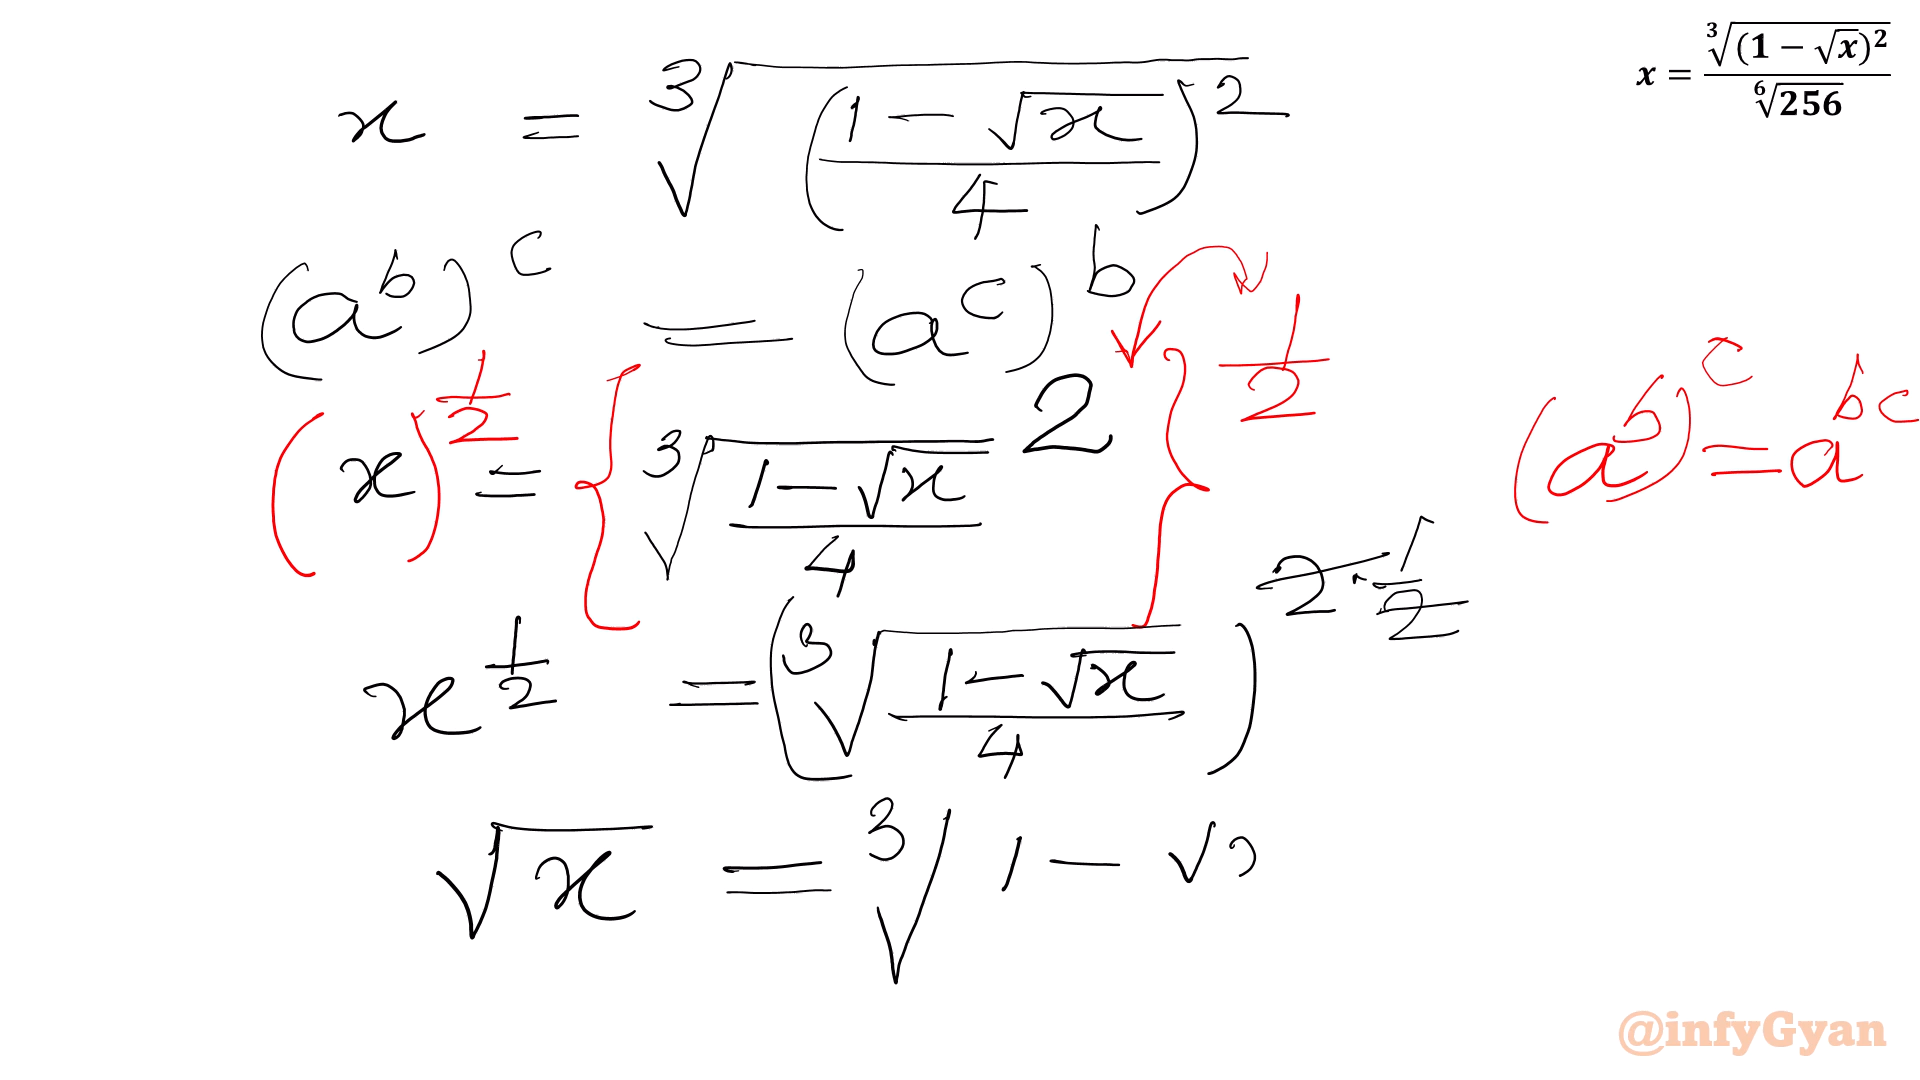 x = ∛(1 − √x)² / ⁶√256
x = ∛((1 − √x)/4)²
(a^b)^c = (a^c)^b
(x)^(1/2) = {∛((1 − √x)/4) ²}^(1/2)
(a^b)^c = a^bc
x^(1/2) = (∛((1 − √x)/4))^(2·1/2)
√x = ∛ 1 − √
@infyGyan